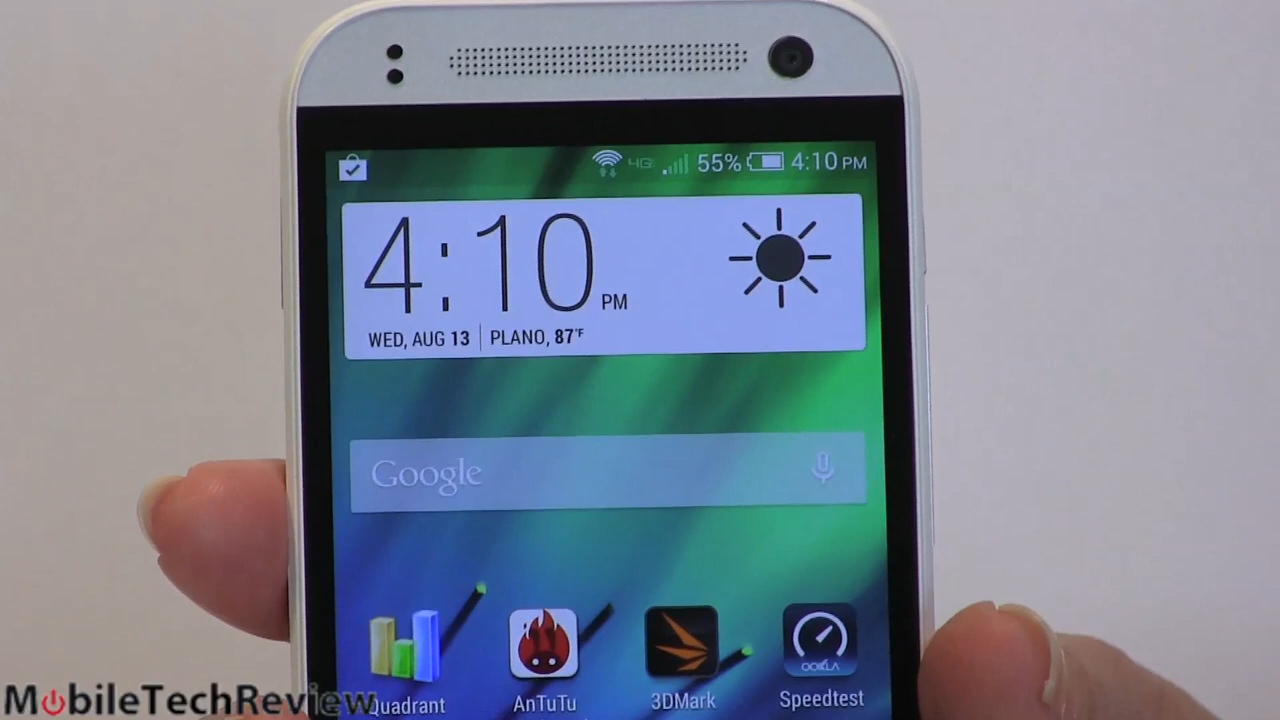 4G 55% 4:10 PM
4:10 PM
WED, AUG 13 PLANO, 87°F
Google
OOKLA
Quadrant AnTuTu 3DMark Speedtest
MobileTechReview